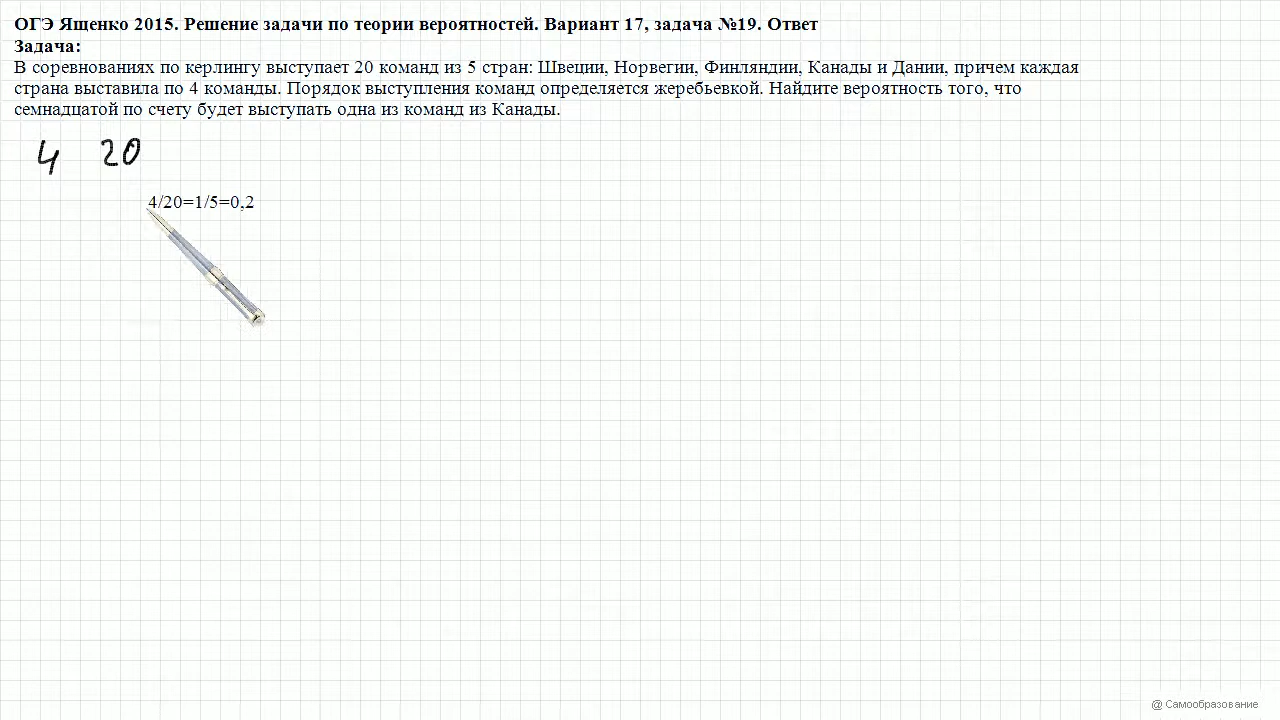 ОГЭ Ященко 2015. Решение задачи по теории вероятностей. Вариант 17, задача №19. Ответ
Задача:
В соревнованиях по керлингу выступает 20 команд из 5 стран: Швеции, Норвегии, Финляндии, Канады и Дании, причем каждая
страна выставила по 4 команды. Порядок выступления команд определяется жеребьевкой. Найдите вероятность того, что
семнадцатой по счету будет выступать одна из команд из Канады.
4 20
4/20=1/5=0,2
@ Самообразование